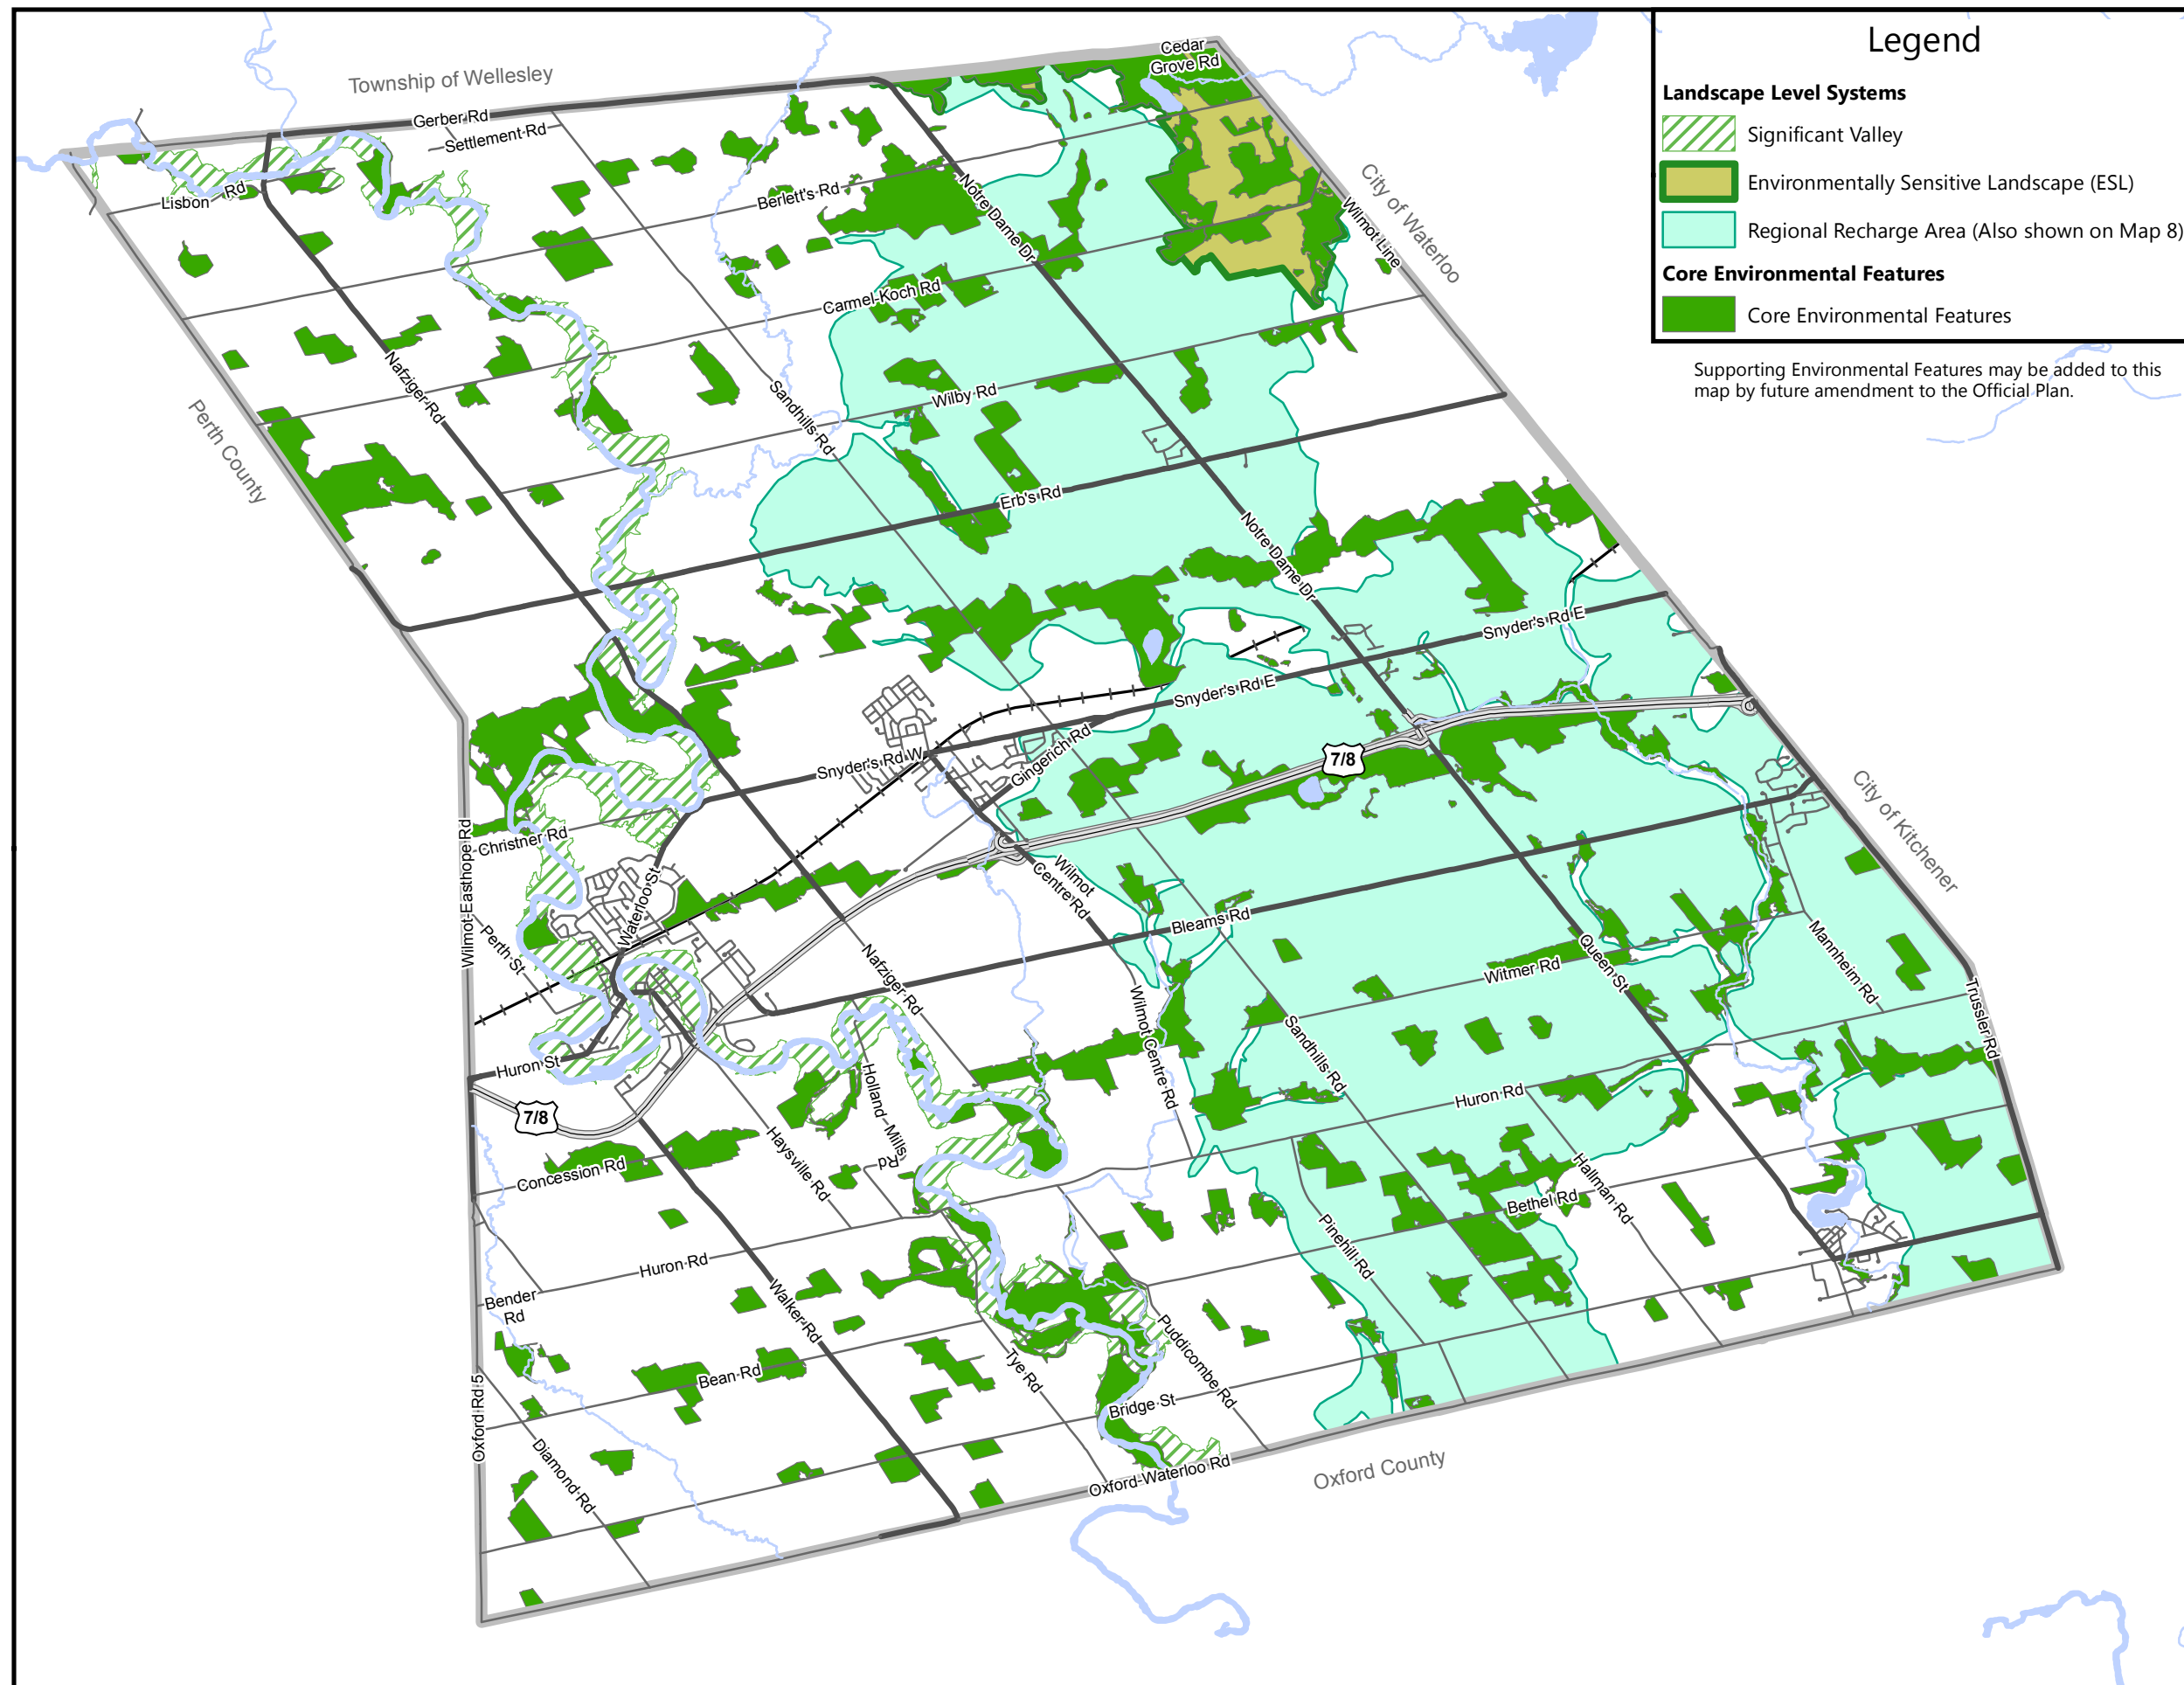 Legend
Landscape Level Systems
Significant Valley
Environmentally Sensitive Landscape (ESL)
Regional Recharge Area (Also shown on Map 8)
Core Environmental Features
Core Environmental Features
Supporting Environmental Features may be added to this
map by future amendment to the Official Plan.
Township of Wellesley
Cedar
Grove Rd
Gerber Rd
Settlement Rd
Lisbon Rd
Berlett's Rd
Notre Dame Dr
City of Waterloo
Wilmot Line
Carmel-Koch Rd
Nafziger Rd
Sandhills Rd
Wilby Rd
Perth County
Erb's Rd
Notre Dame Dr
Snyder's Rd E
Snyder's Rd E
Gingerich Rd
Snyder's Rd W
7/8
City of Kitchener
Christner Rd
Wilmot-Easthope Rd
Waterloo St
Perth St
Wilmot
Centre Rd
Bleams Rd
Nafziger Rd
Queen St
Witmer Rd
Mannheim Rd
Trussler Rd
Wilmot Centre Rd
Sandhills Rd
Huron St
7/8
Holland Mills
Rd
Huron Rd
Haysville Rd
Concession Rd
Hallman Rd
Bethel Rd
Pinehill Rd
Huron Rd
Bender
Rd
Walker Rd
Puddicombe Rd
Tye Rd
Bean Rd
Bridge St
Oxford Rd 5
Diamond Rd
Oxford-Waterloo Rd
Oxford County